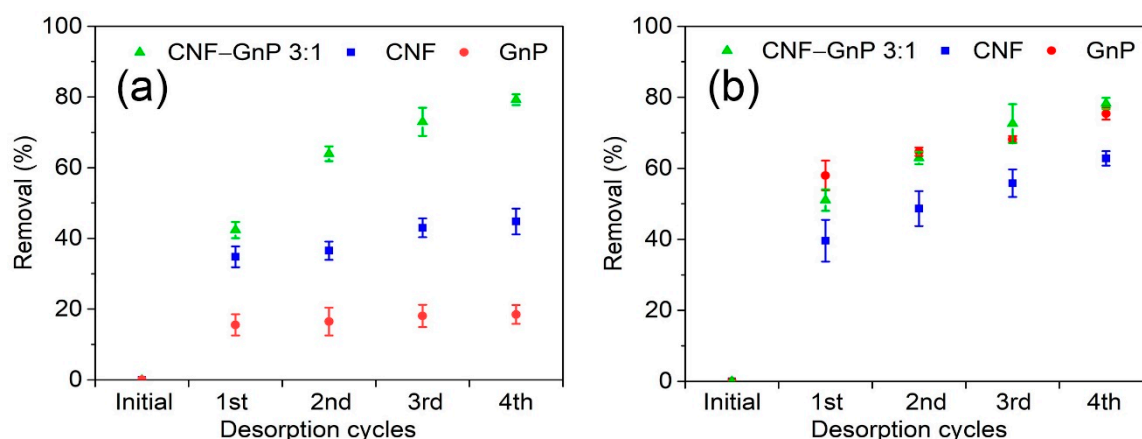 100
CNF–GnP 3:1 CNF GnP
(a)
80
60
40
20
0
Removal (%)
Initial 1st 2nd 3rd 4th
Desorption cycles
100
CNF–GnP 3:1 CNF GnP
(b)
80
60
40
20
0
Removal (%)
Initial 1st 2nd 3rd 4th
Desorption cycles